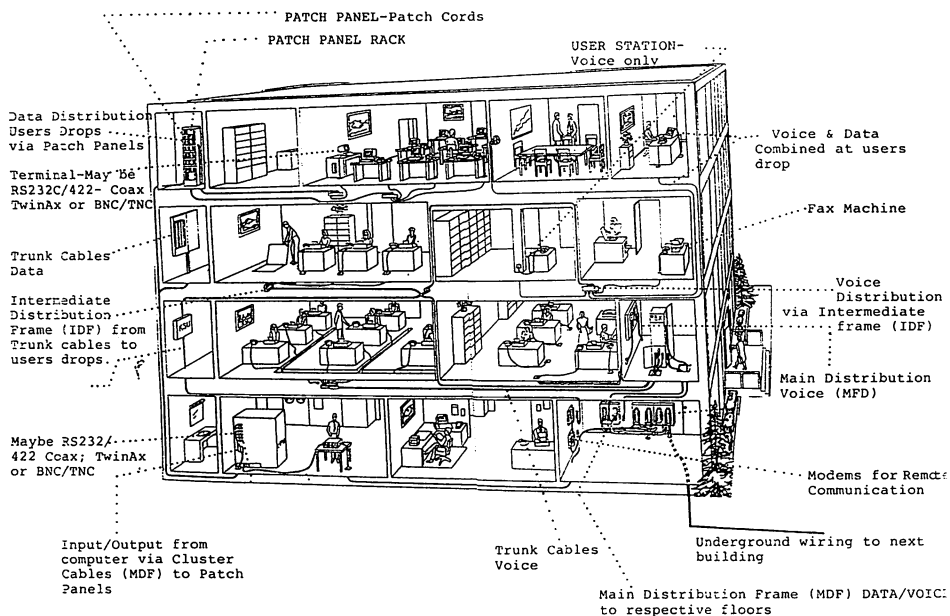 PATCH PANEL-Patch Cords
PATCH PANEL RACK
USER STATION-
Voice only
Data Distribution
Users Drops
via Patch Panels
Voice & Data
Combined at users
drop
Terminal-May be
RS232C/422- Coax
TwinAx or BNC/TNC
Fax Machine
Trunk Cables
Data
Voice
Distribution
via Intermediate
frame (IDF)
Intermediate
Distribution
Frame (IDF) from
Trunk cables to
users drops.
KSU
Main Distribution
Voice (MFD)
Maybe RS232/
422 Coax; TwinAx
or BNC/TNC
Modems for Remote
Communication
Input/Output from
computer via Cluster
Cables (MDF) to Patch
Panels
Trunk Cables
Voice
Underground wiring to next
building
Main Distribution Frame (MDF) DATA/VOIC
to respective floors